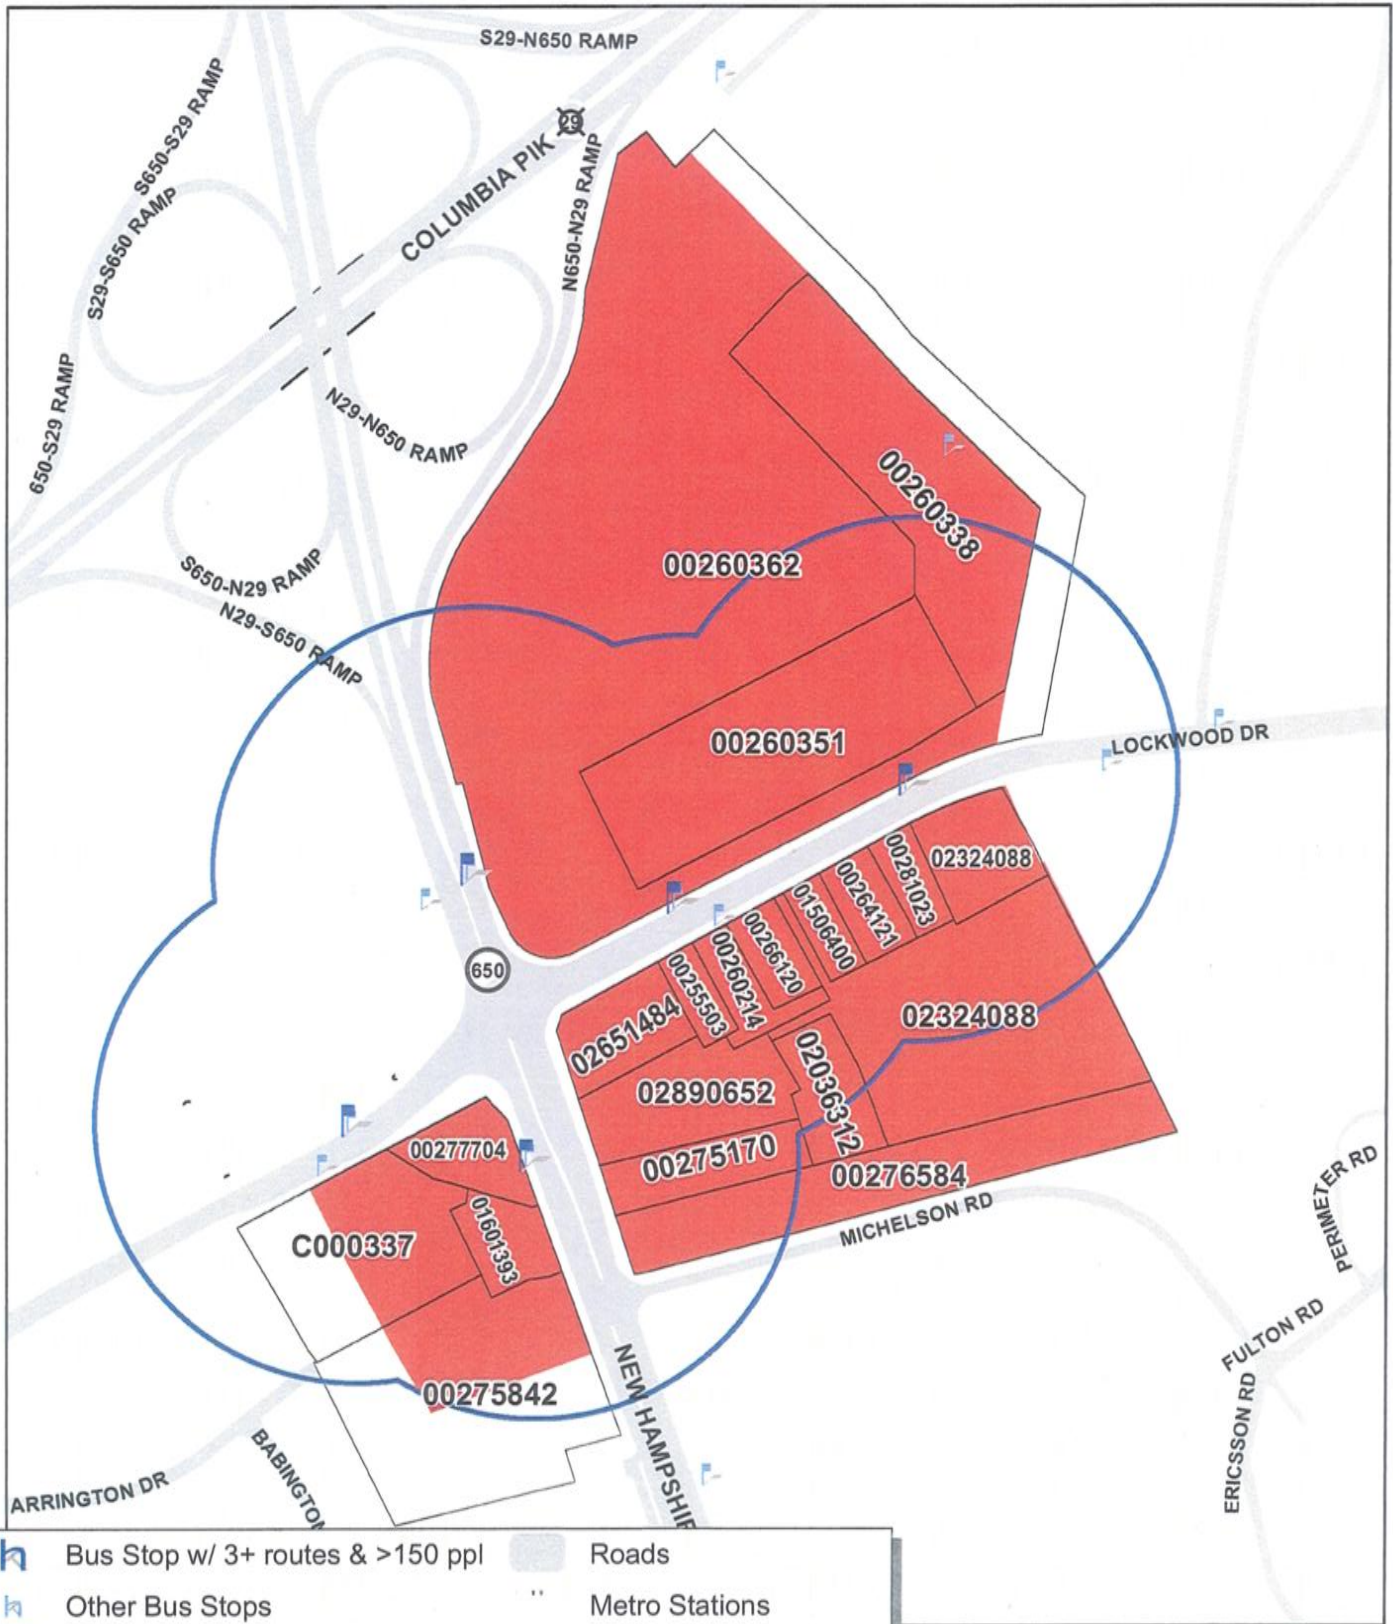 S29-N650 RAMP
S650-S29 RAMP
29
COLUMBIA PIK
N650-N29 RAMP
S29-S650 RAMP
650-S29 RAMP
N29-N650 RAMP
00260338
00260362
S650-N29 RAMP
N29-S650 RAMP
00260351
LOCKWOOD DR
02324088
00281023
00264121
01506400
00266120
00260214
00255503
650
02651484
02324088
02036312
02890652
00277704
00275170
00276584
MICHELSON RD
PERIMETER RD
01601393
C000337
FULTON RD
00275842
NEW HAMPSHIR
ERICSSON RD
BABINGTON
ARRINGTON DR
Bus Stop w/ 3+ routes & >150 ppl
Roads
Other Bus Stops
Metro Stations